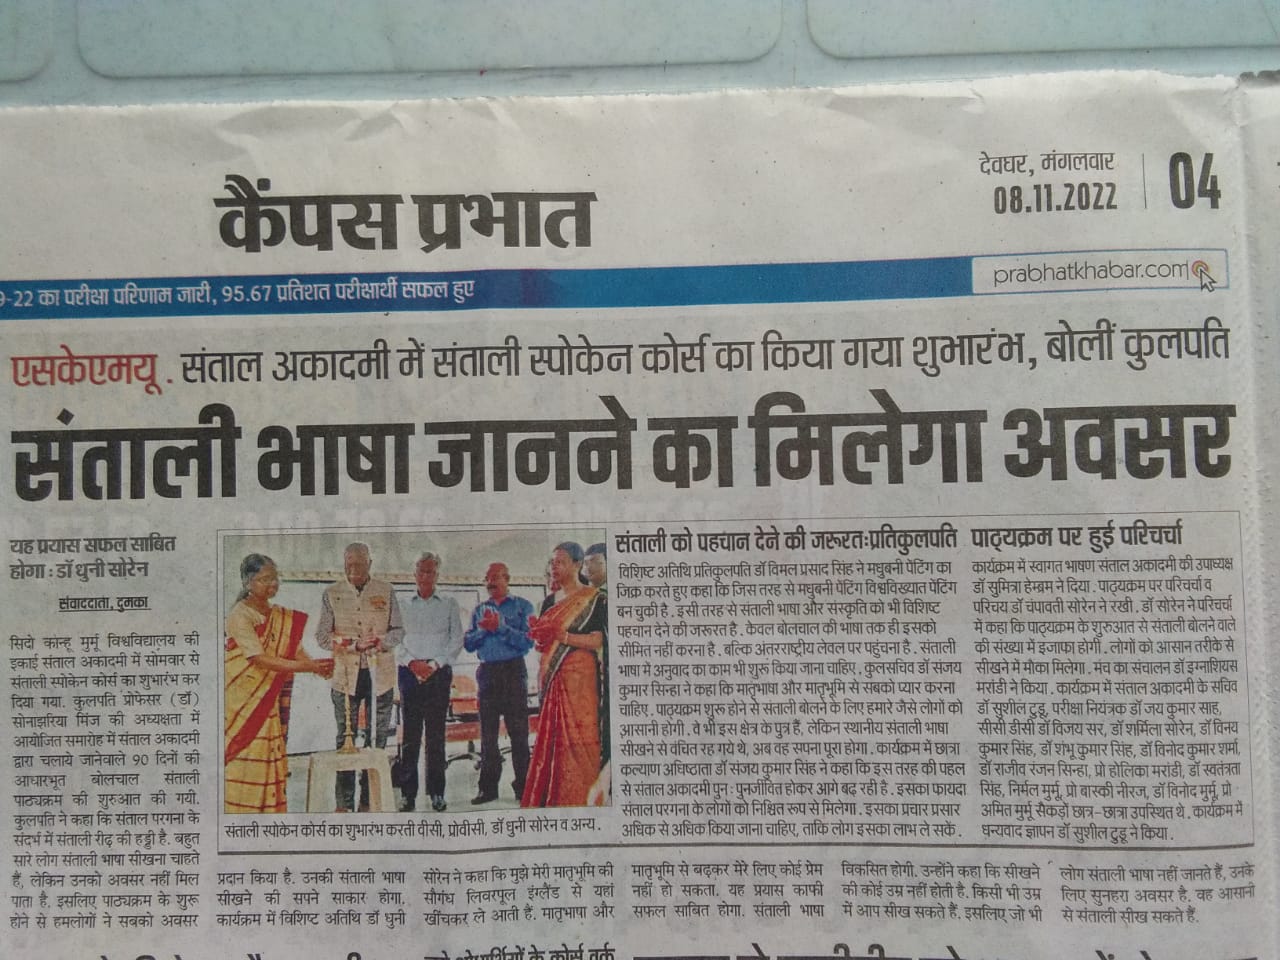 कैंपस प्रभात
देवघर, मंगलवार
08.11.2022
04
9-22 का परीक्षा परिणाम जारी, 95.67 प्रतिशत परीक्षार्थी सफल हुए
prabhatkhabar.com
एसकेएमयू . संताल अकादमी में संताली स्पोकेन कोर्स का किया गया शुभारंभ, बोलीं कुलपति
संताली भाषा जानने का मिलेगा अवसर
यह प्रयास सफल साबित
होगा : डॉ धुनी सोरेन
संवाददाता, दुमका
सिदो कान्हू मुर्मू विश्वविद्यालय की
इकाई संताल अकादमी में सोमवार से
संताली स्पोकेन कोर्स का शुभारंभ कर
दिया गया. कुलपति प्रोफेसर (डॉ)
सोनाझरिया मिंज की अध्यक्षता में
आयोजित समारोह में संताल अकादमी
द्वारा चलाये जानेवाले 90 दिनों की
आधारभूत बोलचाल संताली
पाठ्यक्रम की शुरुआत की गयी.
कुलपति ने कहा कि संताल परगना के
संदर्भ में संताली रीढ़ की हड्डी है. बहुत
सारे लोग संताली भाषा सीखना चाहते
हैं, लेकिन उनको अवसर नहीं मिल
पाता है. इसलिए पाठ्यक्रम के शुरू
होने से हमलोगों ने सबको अवसर
संताली स्पोकेन कोर्स का शुभारंभ करती वीसी, प्रोवीसी, डॉ धुनी सोरेन व अन्य.
प्रदान किया है. उनकी संताली भाषा
सीखने की सपने साकार होगा.
कार्यक्रम में विशिष्ट अतिथि डॉ धुनी
सोरेन ने कहा कि मुझे मेरी मातृभूमि की
सौगंध लिवरपूल इंग्लैंड से यहां
खींचकर ले आती हैं. मातृभाषा और
मातृभूमि से बढ़कर मेरे लिए कोई प्रेम
नहीं हो सकता. यह प्रयास काफी
सफल साबित होगा. संताली भाषा
विकसित होगी. उन्होंने कहा कि सीखने
की कोई उम्र नहीं होती है. किसी भी उम्र
में आप सीख सकते हैं. इसलिए जो भी
लोग संताली भाषा नहीं जानते हैं, उनके
लिए सुनहरा अवसर है. वह आसानी
से संताली सीख सकते हैं.
संताली को पहचान देने की जरूरत:प्रतिकुलपति
विशिष्ट अतिथि प्रतिकुलपति डॉ विमल प्रसाद सिंह ने मधुबनी पेंटिंग का
जिक्र करते हुए कहा कि जिस तरह से मधुबनी पेंटिंग विश्वविख्यात पेंटिंग
बन चुकी है. इसी तरह से संताली भाषा और संस्कृति को भी विशिष्ट
पहचान देने की जरूरत है. केवल बोलचाल की भाषा तक ही इसको
सीमित नहीं करना है. बल्कि अंतरराष्ट्रीय लेवल पर पहुंचना है. संताली
भाषा में अनुवाद का काम भी शुरू किया जाना चाहिए. कुलसचिव डॉ संजय
कुमार सिन्हा ने कहा कि मातृभाषा और मातृभूमि से सबको प्यार करना
चाहिए. पाठ्यक्रम शुरू होने से संताली बोलने के लिए हमारे जैसे लोगों को
आसानी होगी. वे भी इस क्षेत्र के पुत्र हैं, लेकिन स्थानीय संताली भाषा
सीखने से वंचित रह गये थे, अब वह सपना पूरा होगा. कार्यक्रम में छात्रा
कल्याण अधिष्ठाता डॉ संजय कुमार सिंह ने कहा कि इस तरह की पहल
से संताल अकादमी पुन: पुनर्जीवित होकर आगे बढ़ रही है. इसका फायदा
संताल परगना के लोगों को निश्चित रूप से मिलेगा. इसका प्रचार प्रसार
अधिक से अधिक किया जाना चाहिए, ताकि लोग इसका लाभ ले सकें.
पाठ्यक्रम पर हुई परिचर्चा
कार्यक्रम में स्वागत भाषण संताल अकादमी की उपाध्यक्ष
डॉ सुमित्रा हेम्ब्रम ने दिया. पाठ्यक्रम पर परिचर्चा व
परिचय डॉ चंपावती सोरेन ने रखी. डॉ सोरेन ने परिचर्चा
में कहा कि पाठ्यक्रम के शुरुआत से संताली बोलने वाले
की संख्या में इजाफा होगी. लोगों को आसान तरीके से
सीखने में मौका मिलेगा. मंच का संचालन डॉ इग्नाशियस
मरांडी ने किया. कार्यक्रम में संताल अकादमी के सचिव
डॉ सुशील टुडू, परीक्षा नियंत्रक डॉ जय कुमार साह,
सीसी डीसी डॉ विजय सर, डॉ शर्मिला सोरेन, डॉ विनय
कुमार सिंह, डॉ शंभू कुमार सिंह, डॉ विनोद कुमार शर्मा,
डॉ राजीव रंजन सिन्हा, प्रो होलिका मरांडी, डॉ स्वतंत्रता
सिंह, निर्मल मुर्मू, प्रो बास्की नीरज, डॉ विनोद मुर्मू, प्रो
अमित मुर्मू सैकड़ों छात्र-छात्रा उपस्थित थे. कार्यक्रम में
धन्यवाद ज्ञापन डॉ सुशील टुडू ने किया.